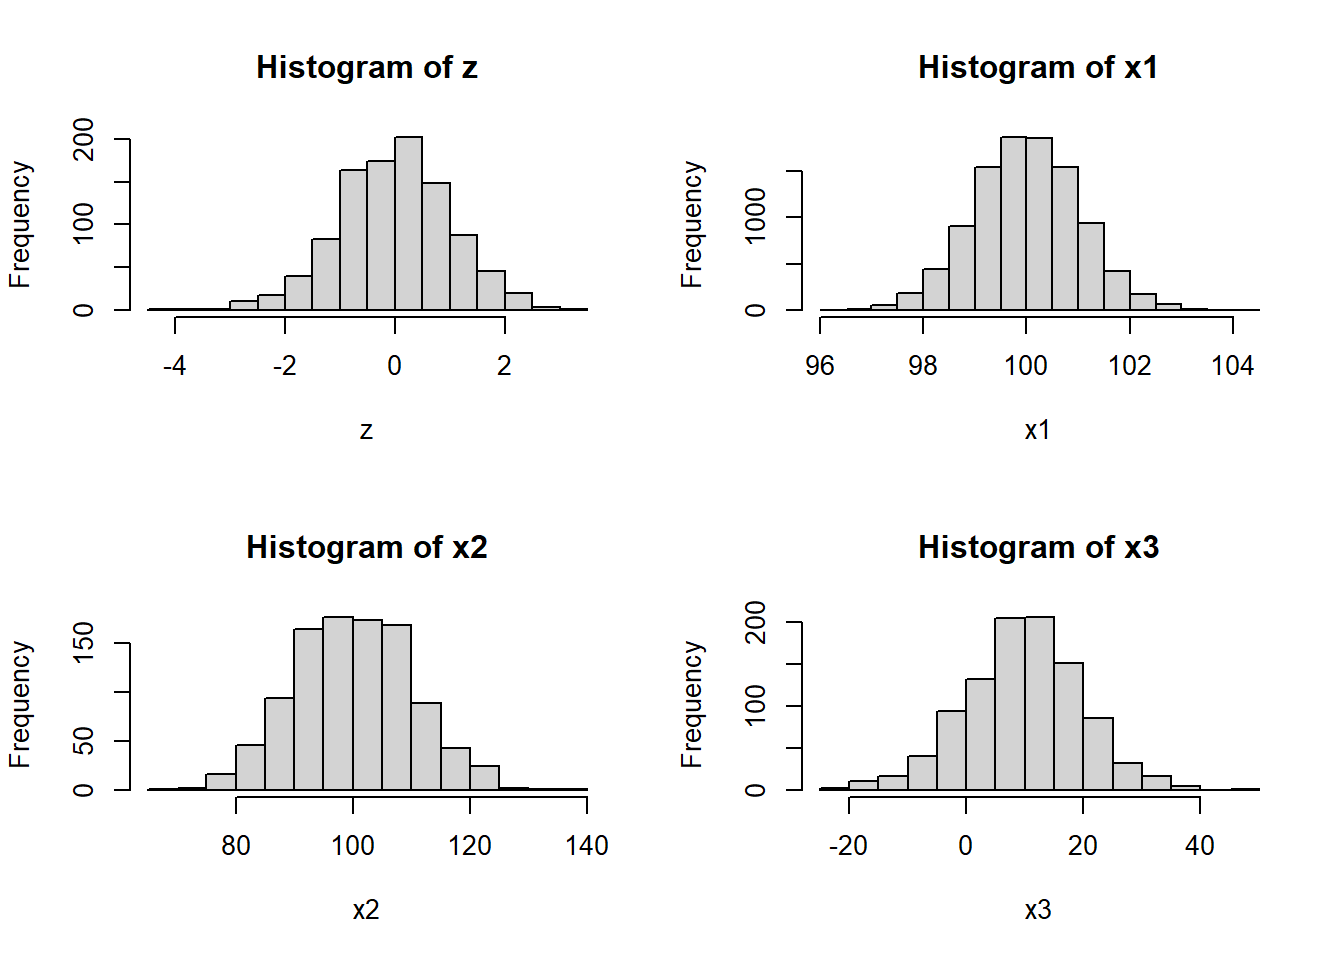 Histogram of z
Frequency
0
100
200
-4
-2
0
2
z
Histogram of x1
Frequency
0
1000
96
98
100
102
104
x1
Histogram of x2
Frequency
0
50
150
80
100
120
140
x2
Histogram of x3
Frequency
0
100
200
-20
0
20
40
x3